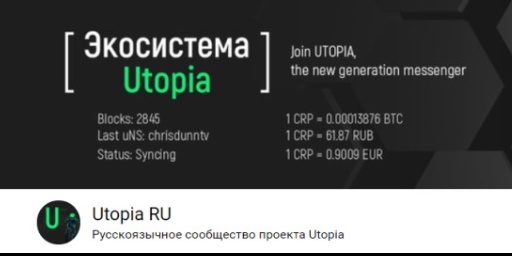 [ Экосистема
Utopia ]
Join UTOPIA,
the new generation messenger
Blocks: 2845
Last uNS: chrisdunntv
Status: Syncing
1 CRP = 0.00013876 BTC
1 CRP = 61.87 RUB
1 CRP = 0.9009 EUR
U
Utopia RU
Русскоязычное сообщество проекта Utopia